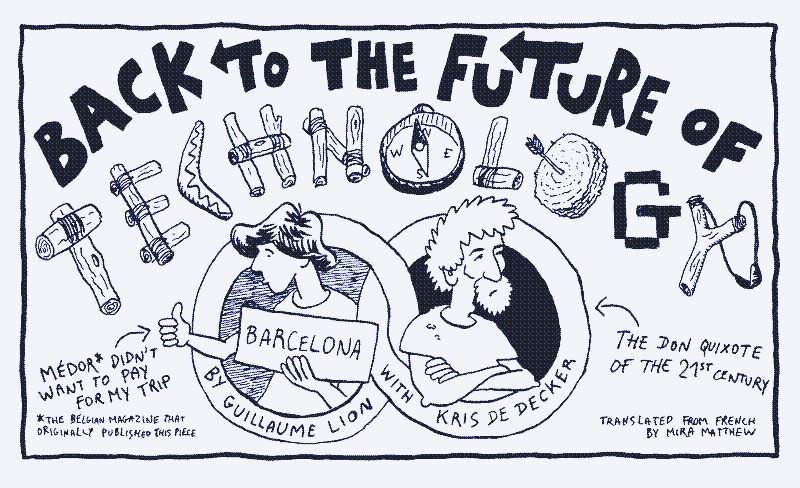 BACK TO THE FUTURE OF
TECHNOLOGY
N
W E
S
BARCELONA
MÉDOR* DIDN'T
WANT TO PAY
FOR MY TRIP
*THE BELGIAN MAGAZINE THAT
ORIGINALLY PUBLISHED THIS PIECE
BY GUILLAUME LION
WITH
KRIS DE DECKER
THE DON QUIXOTE
OF THE 21ST CENTURY
TRANSLATED FROM FRENCH
BY MIRA MATTHEW